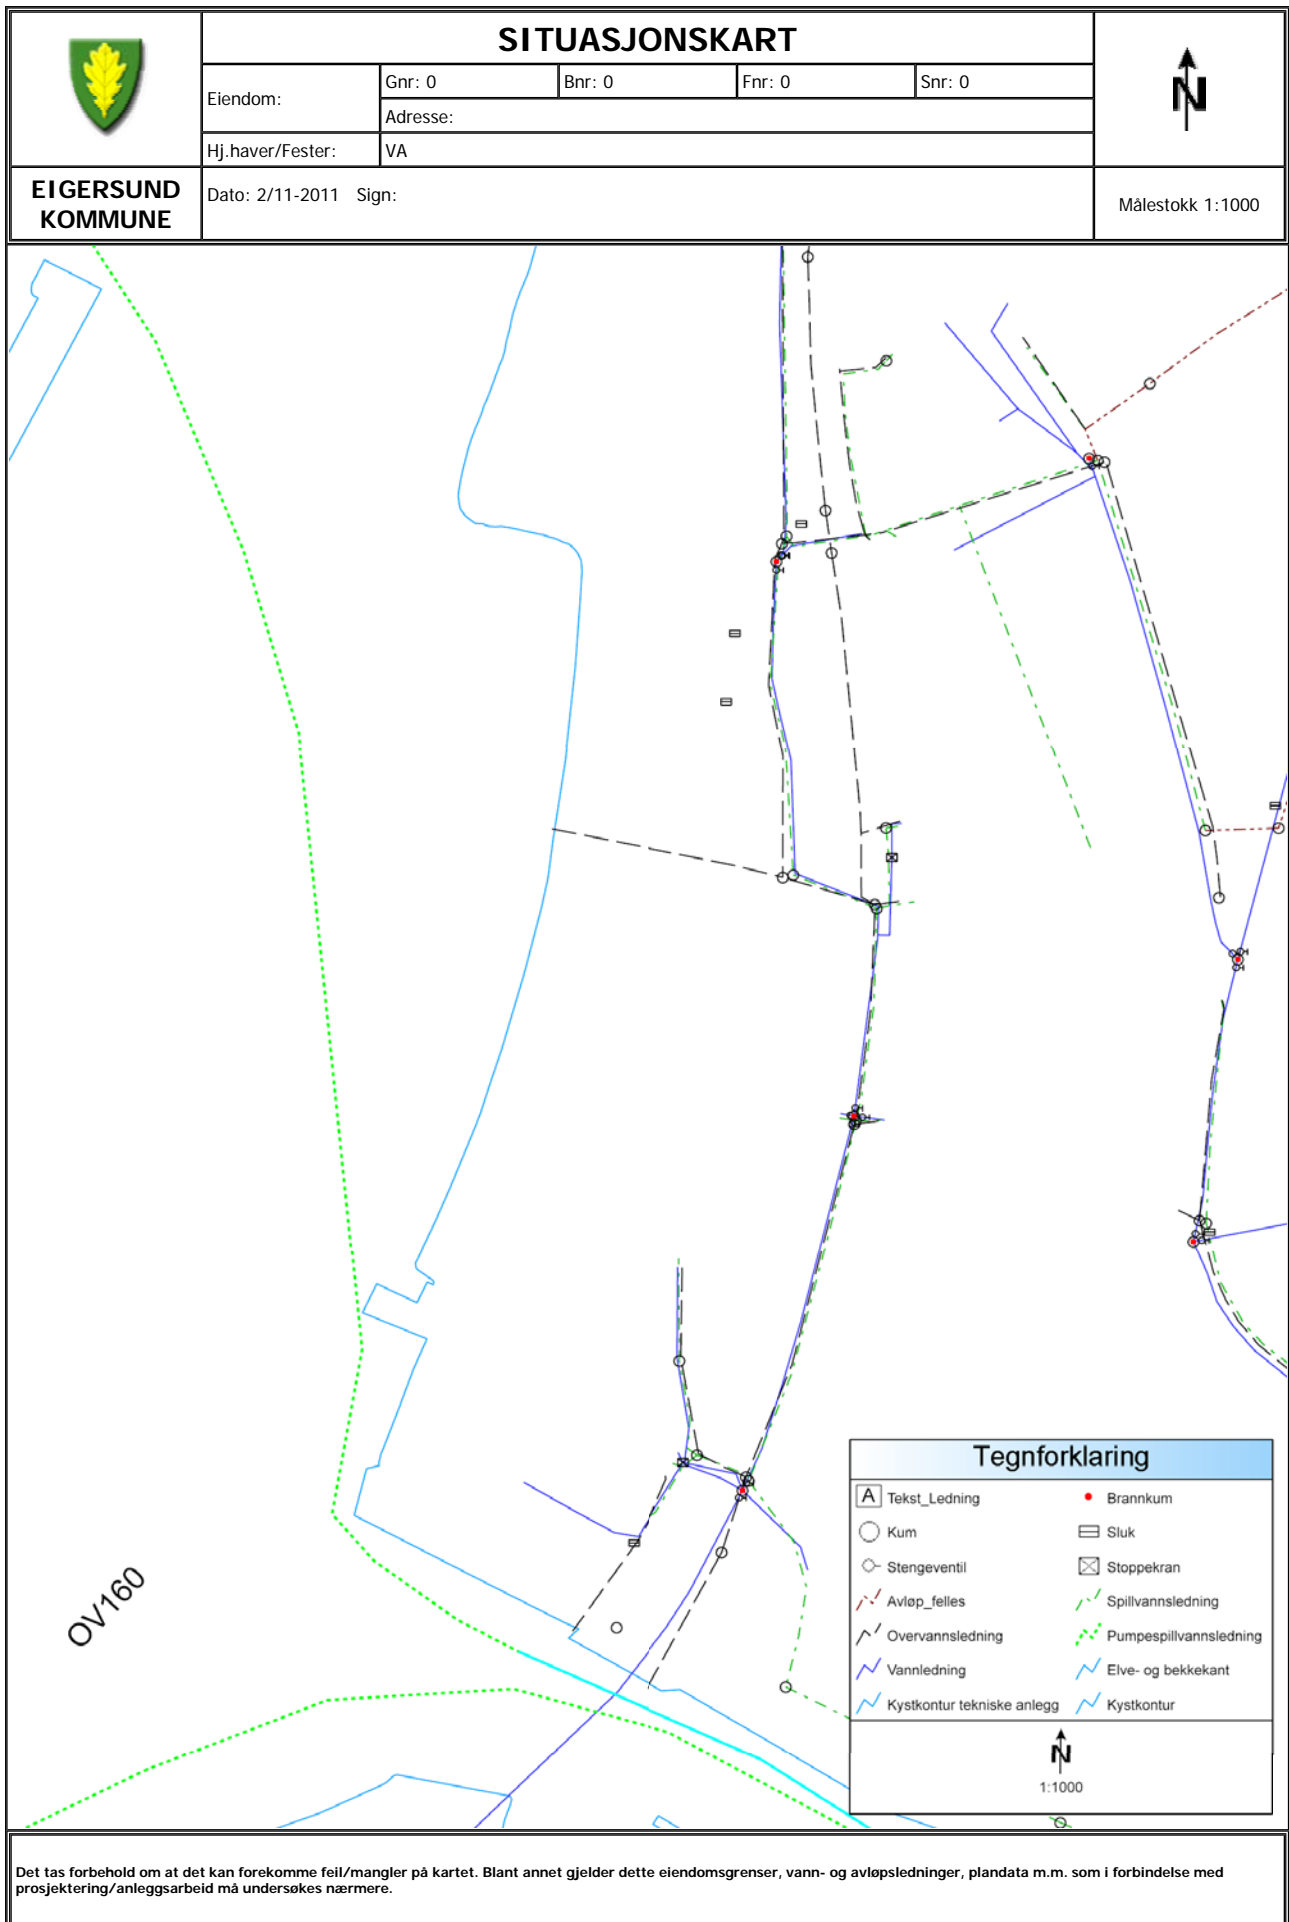 SITUASJONSKART
Eiendom:
Gnr: 0
Bnr: 0
Fnr: 0
Snr: 0
Adresse:
Hj.haver/Fester:
VA
N
EIGERSUND
KOMMUNE
Dato: 2/11-2011 Sign:
Målestokk 1:1000
OV160
Tegnforklaring
A Tekst_Ledning
Brannkum
Kum
Sluk
Stengeventil
Stoppekran
Avløp_felles
Spillvannsledning
Overvannsledning
Pumpespillvannsledning
Vannledning
Elve- og bekkekant
Kystkontur tekniske anlegg
Kystkontur
N
1:1000
Det tas forbehold om at det kan forekomme feil/mangler på kartet. Blant annet gjelder dette eiendomsgrenser, vann- og avløpsledninger, plandata m.m. som i forbindelse med
prosjektering/anleggsarbeid må undersøkes nærmere.